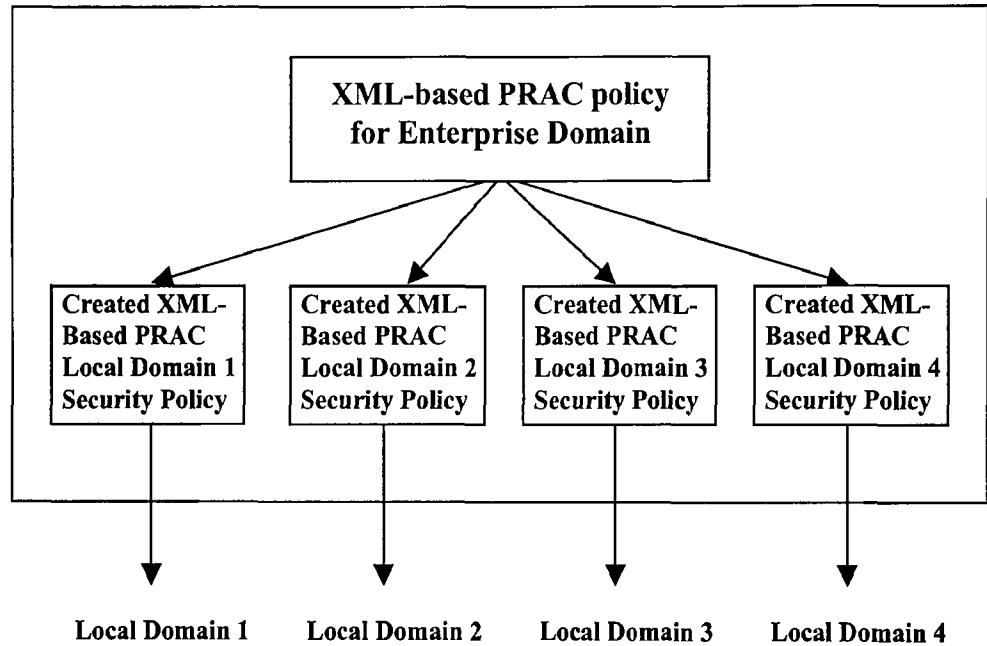 XML-based PRAC policy
for Enterprise Domain
Created XML-
Based PRAC
Local Domain 1
Security Policy
Created XML-
Based PRAC
Local Domain 2
Security Policy
Created XML-
Based PRAC
Local Domain 3
Security Policy
Created XML-
Based PRAC
Local Domain 4
Security Policy
Local Domain 1
Local Domain 2
Local Domain 3
Local Domain 4